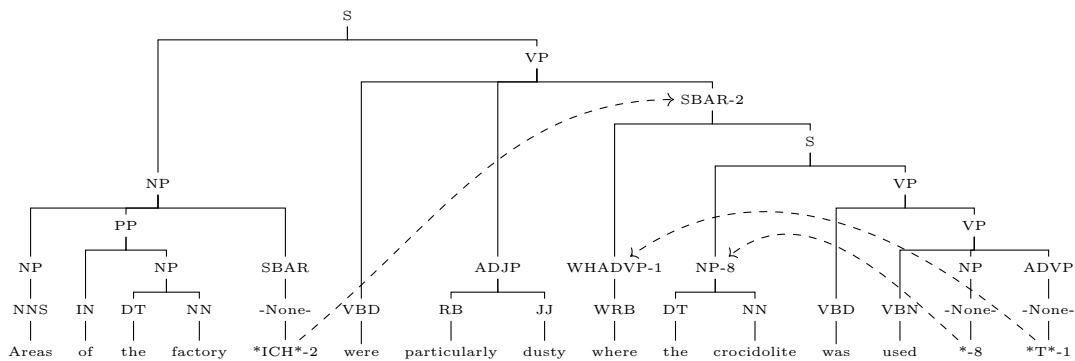 S
VP
SBAR-2
S
NP VP
PP VP
NP NP SBAR ADJP WHADVP-1 NP-8 NP ADVP
NNS IN DT NN -None- VBD RB JJ WRB DT NN VBD VBN -None- -None-
Areas of the factory *ICH*-2 were particularly dusty where the crocidolite was used *-8 *T*-1